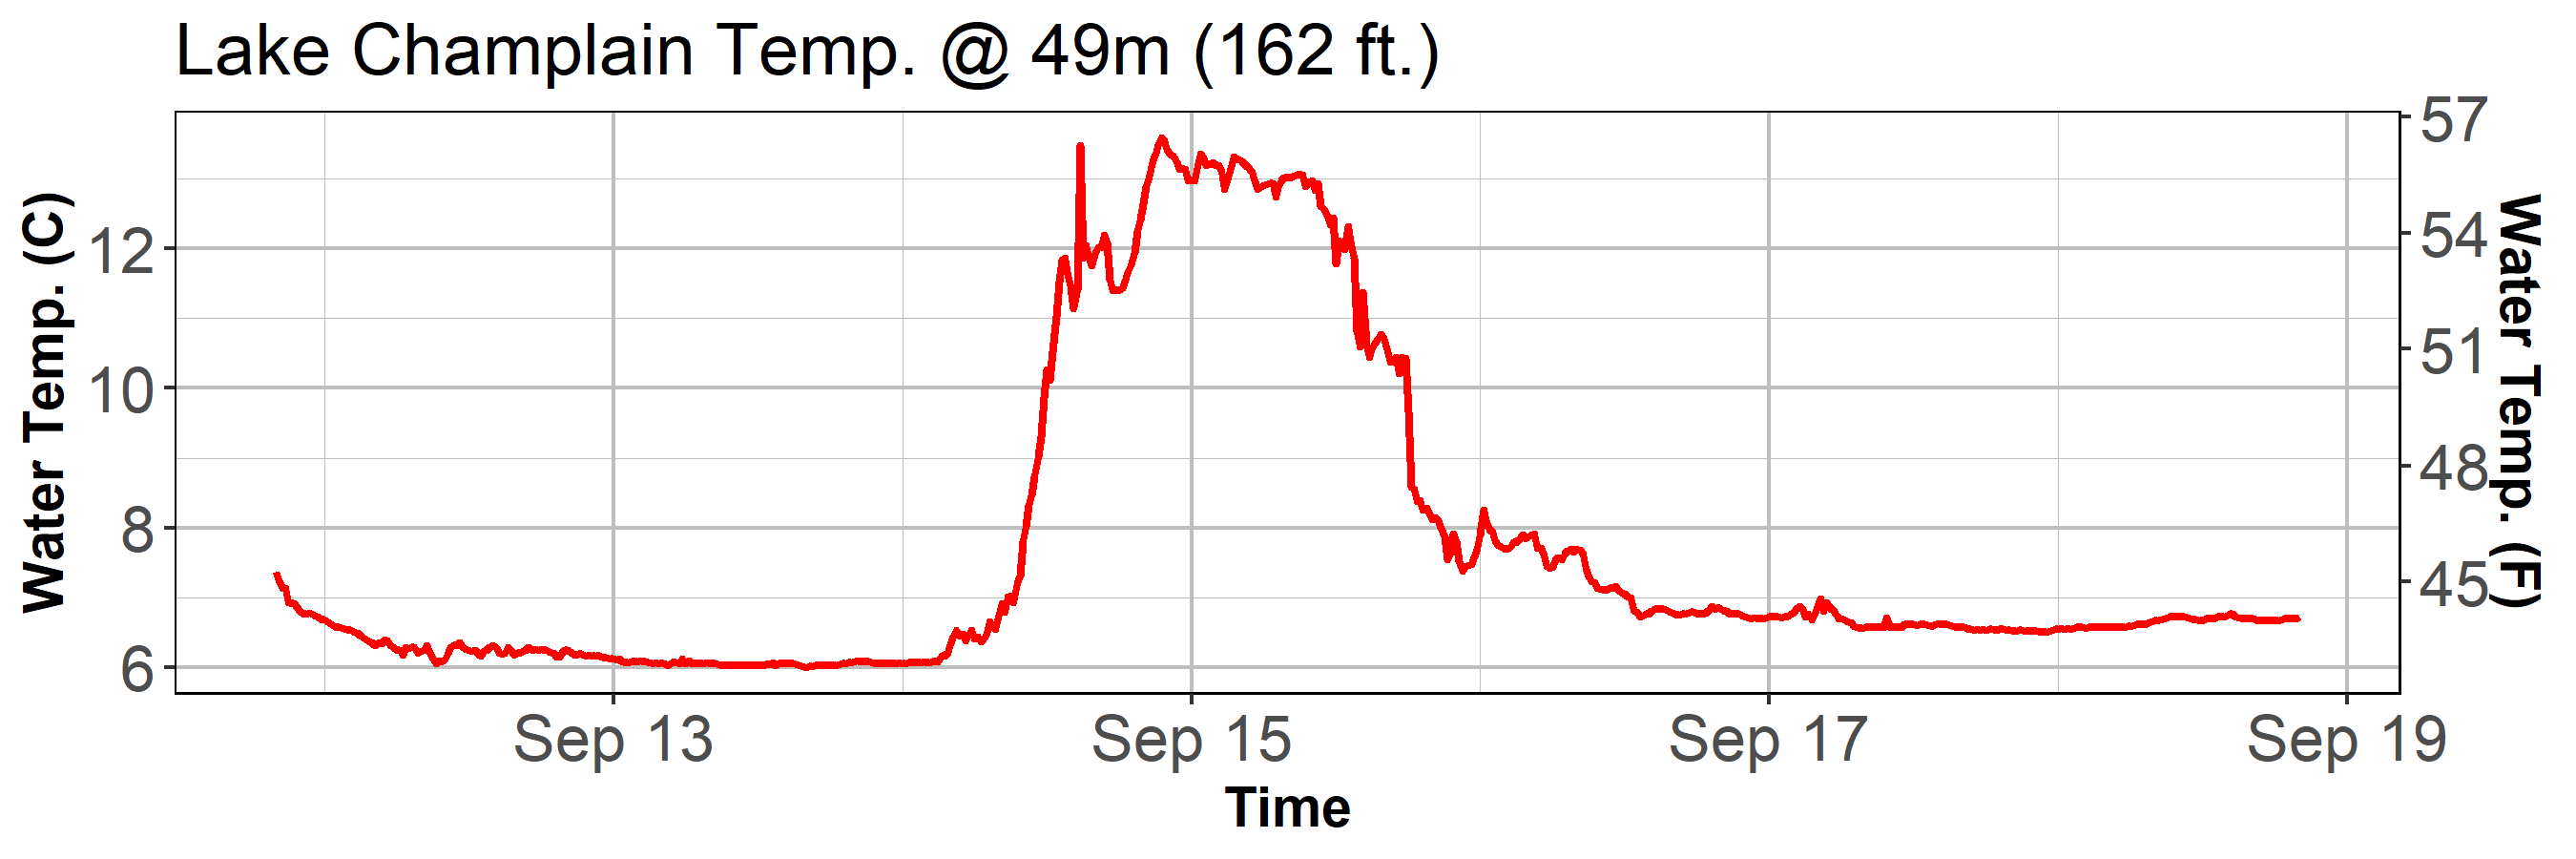 Lake Champlain Temp. @ 49m (162 ft.)
Water Temp. (C)
12
10
8
6
57
54
51
48
45
Water Temp. (F)
Sep 13
Sep 15
Sep 17
Sep 19
Time